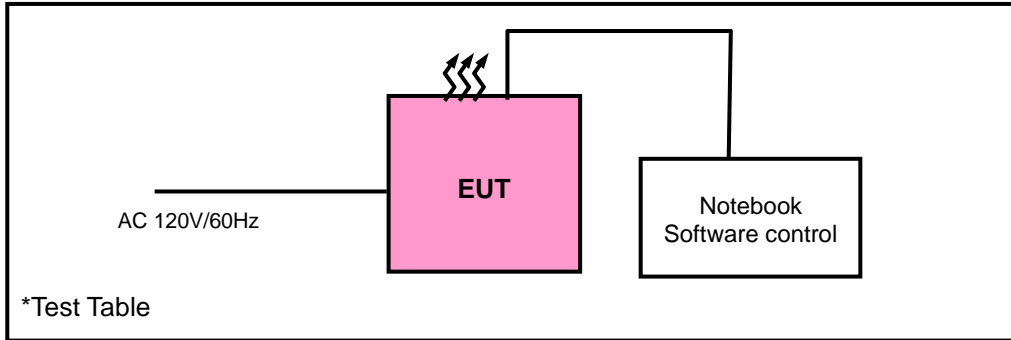 EUT
AC 120V/60Hz
Notebook
Software control
*Test Table